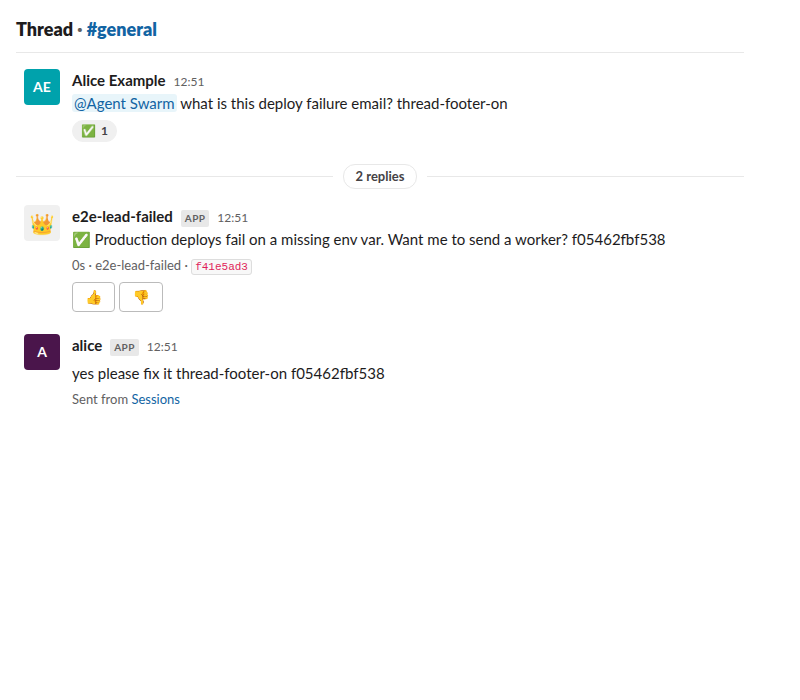 Thread • #general
AE
Alice Example 12:51
@Agent Swarm what is this deploy failure email? thread-footer-on
✅ 1
2 replies
e2e-lead-failed APP 12:51
✅ Production deploys fail on a missing env var. Want me to send a worker? f05462fbf538
0s · e2e-lead-failed · f41e5ad3
👍 👎
A
alice APP 12:51
yes please fix it thread-footer-on f05462fbf538
Sent from Sessions